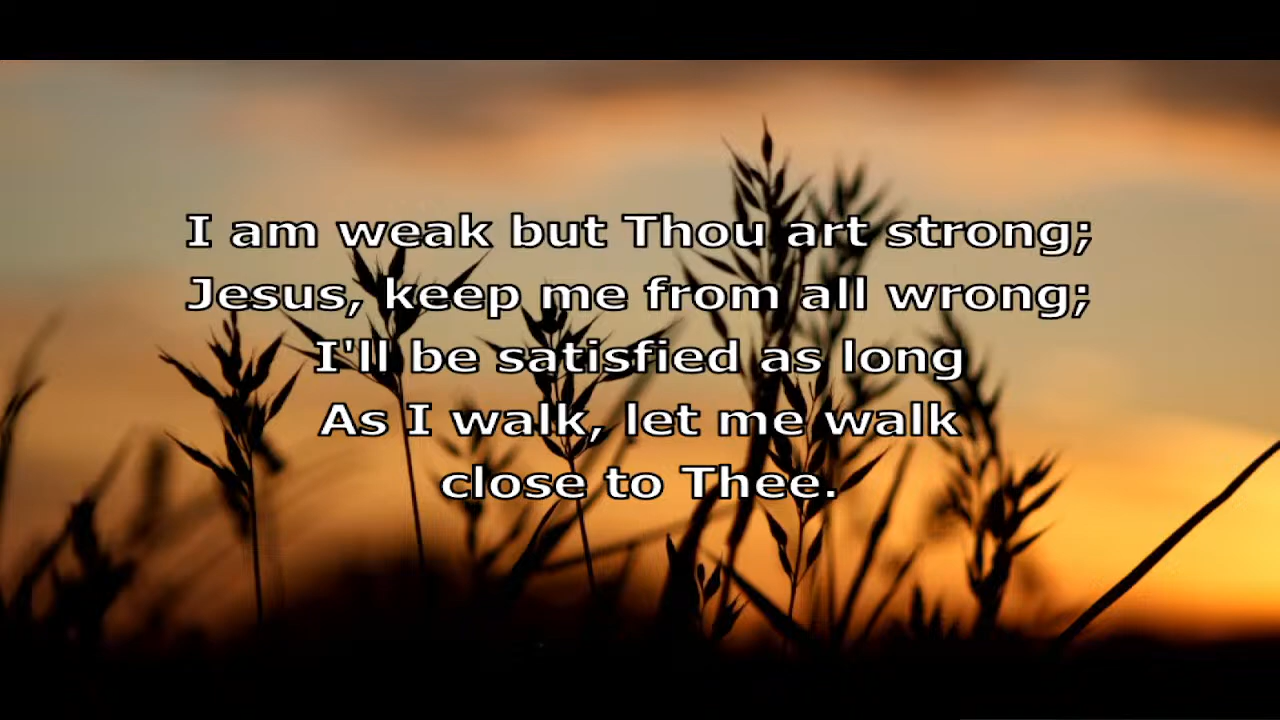 I am weak but Thou art strong;
Jesus, keep me from all wrong;
I'll be satisfied as long
As I walk, let me walk
close to Thee.